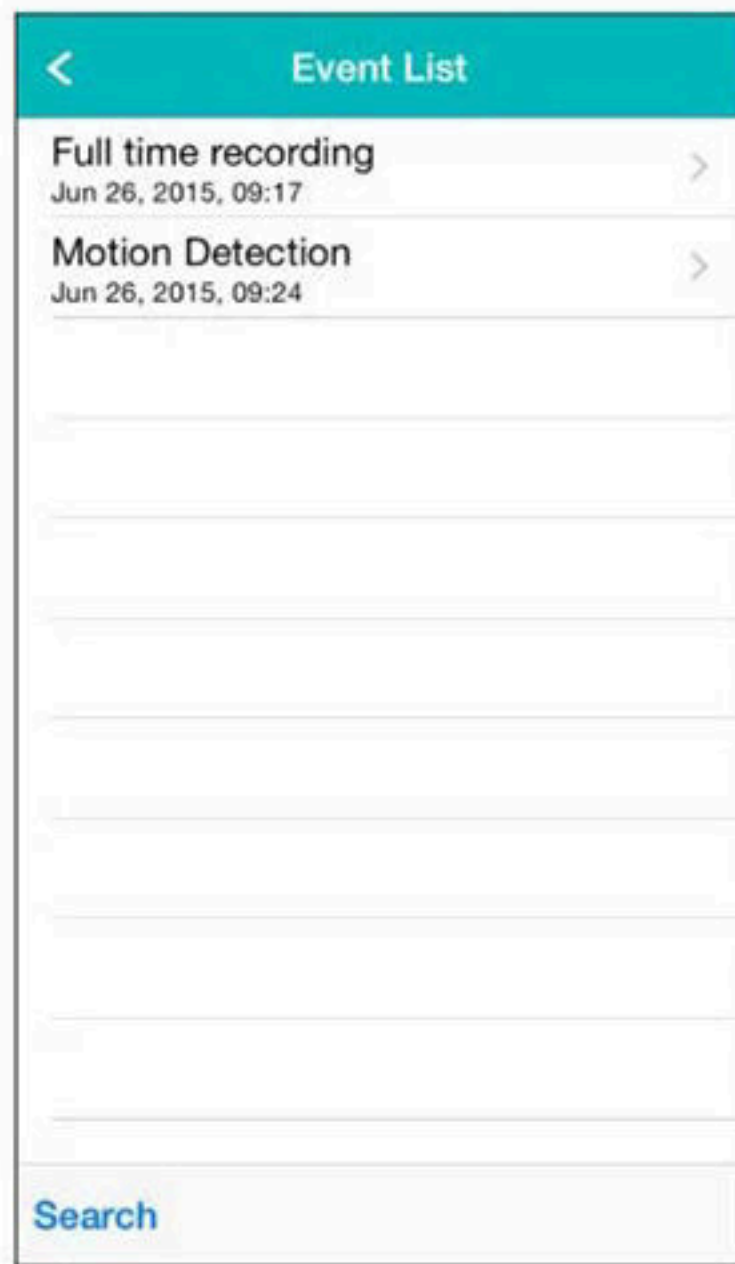 Event List
Full time recording
Jun 26, 2015, 09:17
Motion Detection
Jun 26, 2015, 09:24
Search